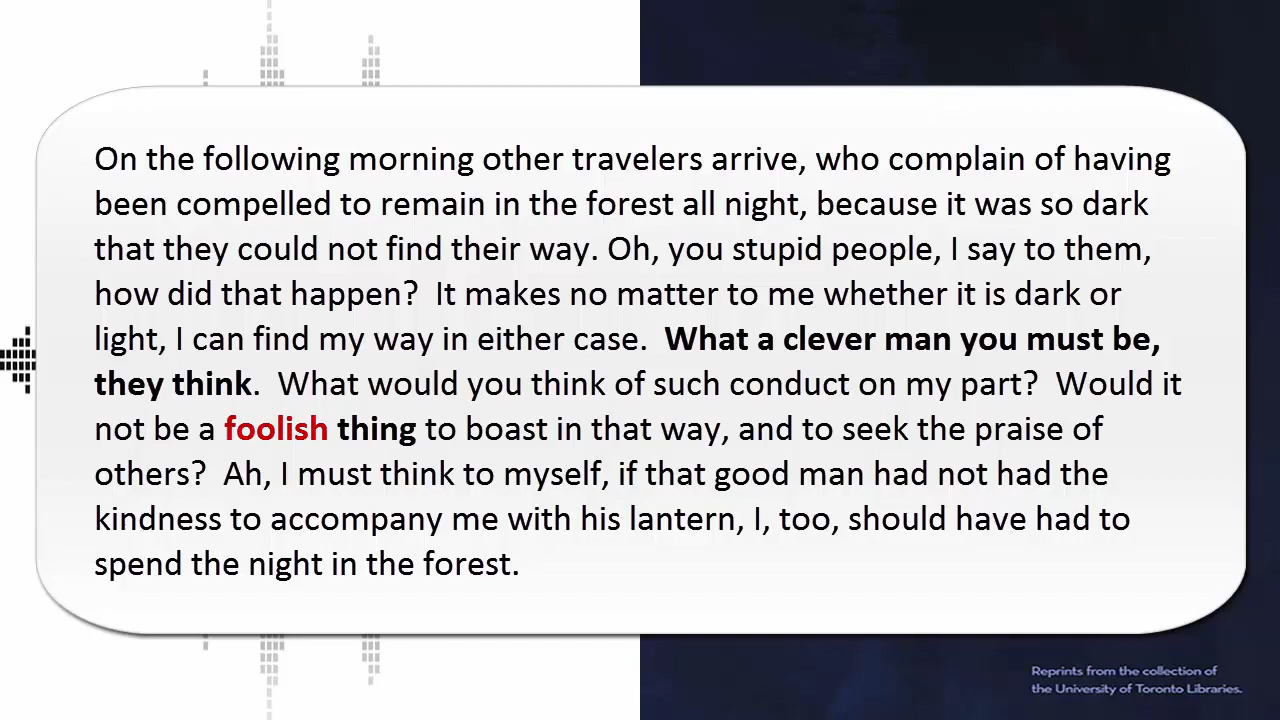 On the following morning other travelers arrive, who complain of having
been compelled to remain in the forest all night, because it was so dark
that they could not find their way. Oh, you stupid people, I say to them,
how did that happen?  It makes no matter to me whether it is dark or
light, I can find my way in either case.  What a clever man you must be,
they think.  What would you think of such conduct on my part?  Would it
not be a foolish thing to boast in that way, and to seek the praise of
others?  Ah, I must think to myself, if that good man had not had the
kindness to accompany me with his lantern, I, too, should have had to
spend the night in the forest.
Reprints from the collection of
the University of Toronto Libraries.